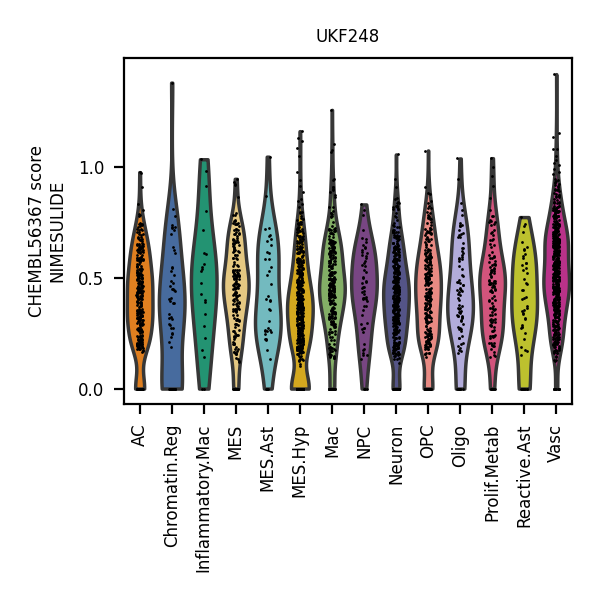 UKF248
CHEMBL56367 score
NIMESULIDE
1.0
0.5
0.0
AC
Chromatin.Reg
Inflammatory.Mac
MES
MES.Ast
MES.Hyp
Mac
NPC
Neuron
OPC
Oligo
Prolif.Metab
Reactive.Ast
Vasc